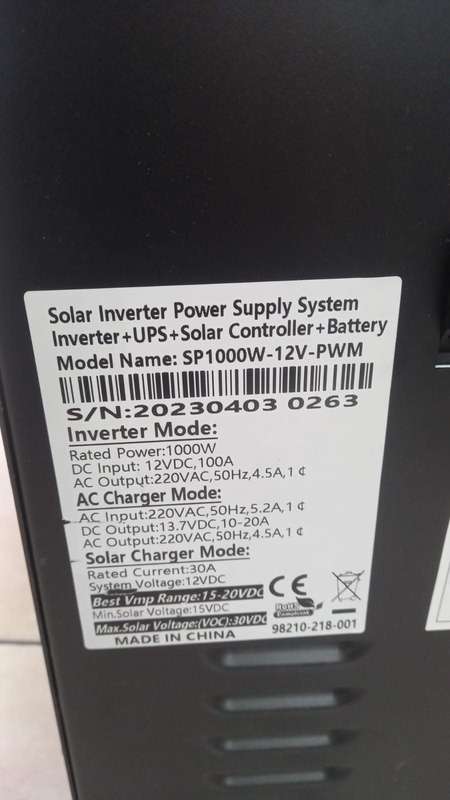 Solar Inverter Power Supply System
Inverter+UPS+Solar Controller+Battery
Model Name: SP1000W-12V-PWM
S/N:20230403 0263
Inverter Mode:
Rated Power:1000W
DC Input: 12VDC,100A
AC Output:220VAC,50Hz,4.5A,1 ¢
AC Charger Mode:
AC Input:220VAC,50Hz,5.2A,1 ¢
DC Output:13.7VDC,10-20A
AC Output:220VAC,50Hz,4.5A,1 ¢
Solar Charger Mode:
Rated Current:30A
System Voltage:12VDC
Best Vmp Range:15-20VDC
Min.Solar Voltage:15VDC
Max.Solar Voltage:(VOC):30VDC
MADE IN CHINA
CE
RoHS
Compliant
98210-218-001